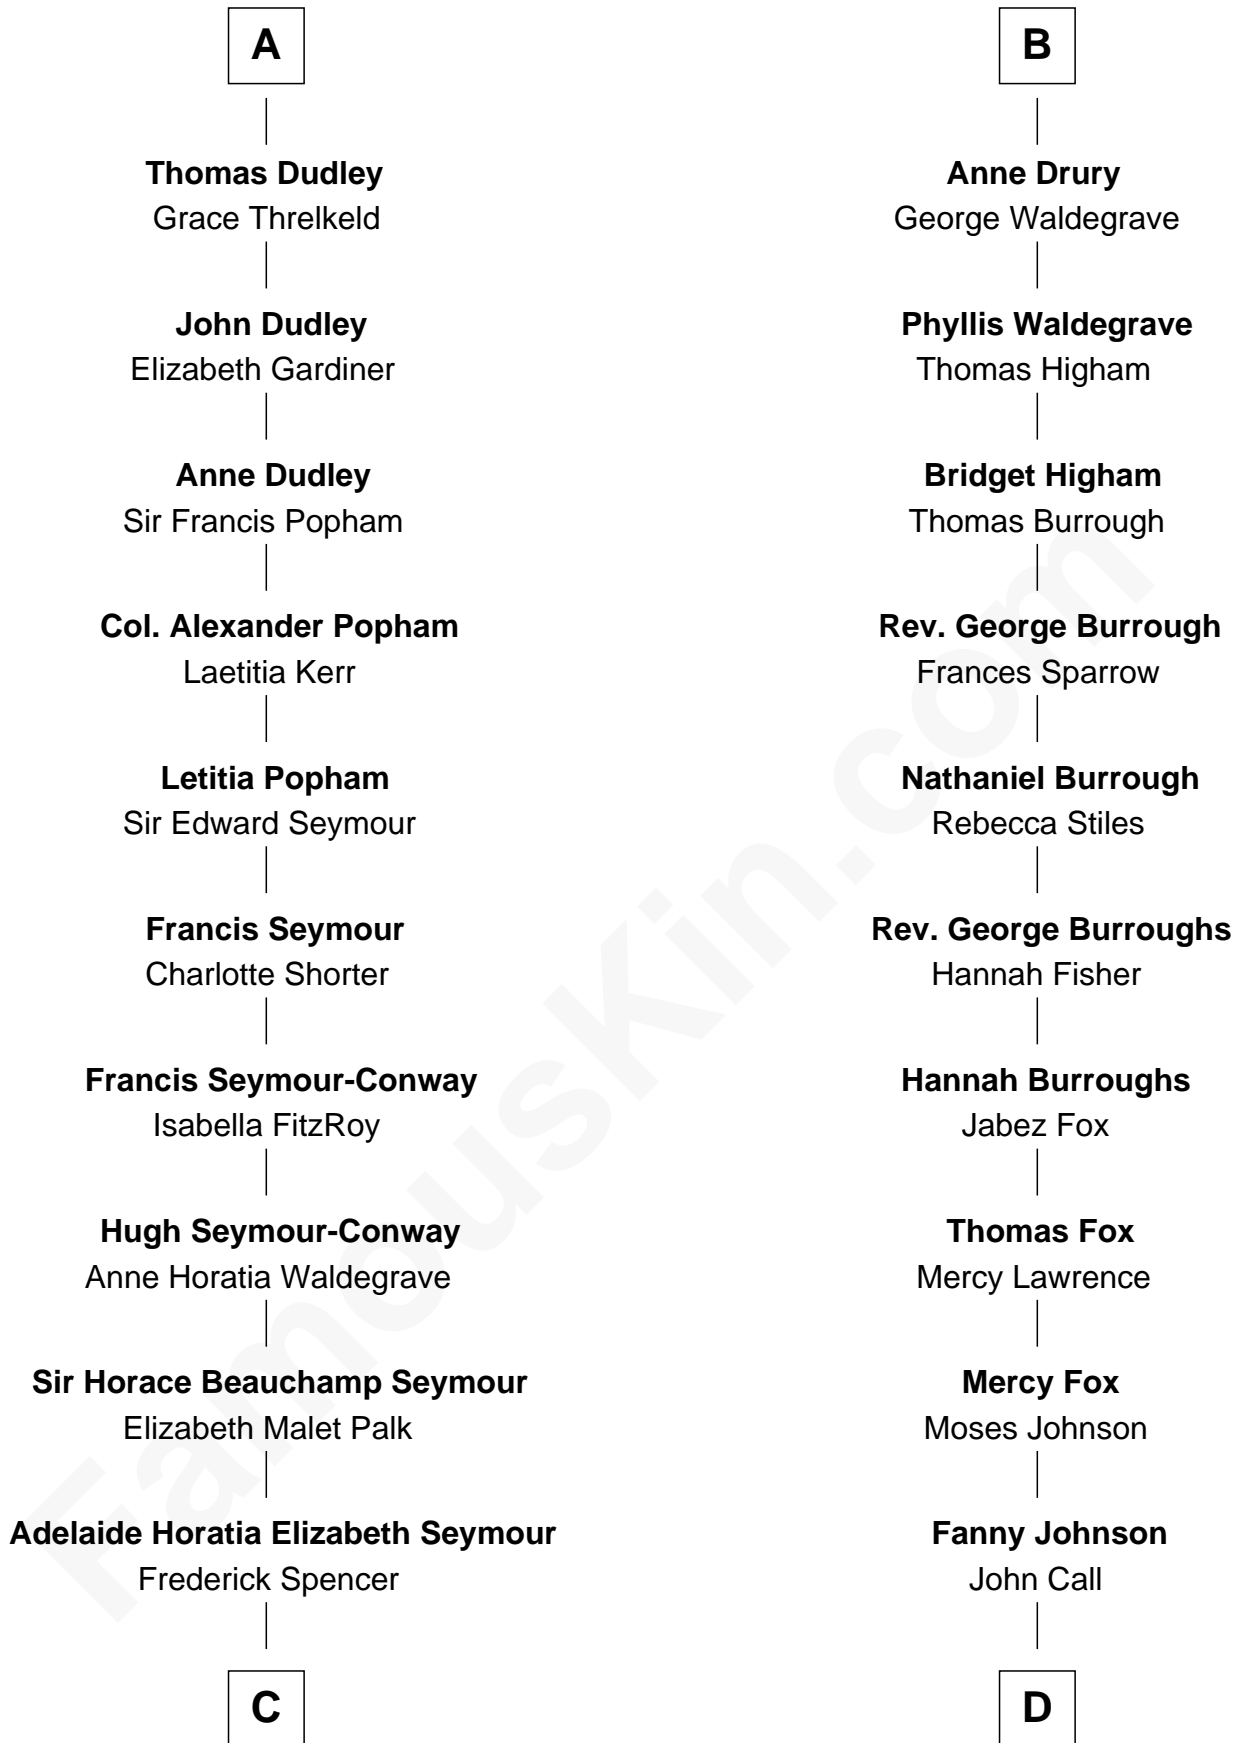 A
Thomas Dudley
Grace Threlkeld
John Dudley
Elizabeth Gardiner
Anne Dudley
Sir Francis Popham
Col. Alexander Popham
Laetitia Kerr
Letitia Popham
Sir Edward Seymour
Francis Seymour
Charlotte Shorter
Francis Seymour-Conway
Isabella FitzRoy
Hugh Seymour-Conway
Anne Horatia Waldegrave
Sir Horace Beauchamp Seymour
Elizabeth Malet Palk
Adelaide Horatia Elizabeth Seymour
Frederick Spencer
C
B
Anne Drury
George Waldegrave
Phyllis Waldegrave
Thomas Higham
Bridget Higham
Thomas Burrough
Rev. George Burrough
Frances Sparrow
Nathaniel Burrough
Rebecca Stiles
Rev. George Burroughs
Hannah Fisher
Hannah Burroughs
Jabez Fox
Thomas Fox
Mercy Lawrence
Mercy Fox
Moses Johnson
Fanny Johnson
John Call
D
FamousKin.com